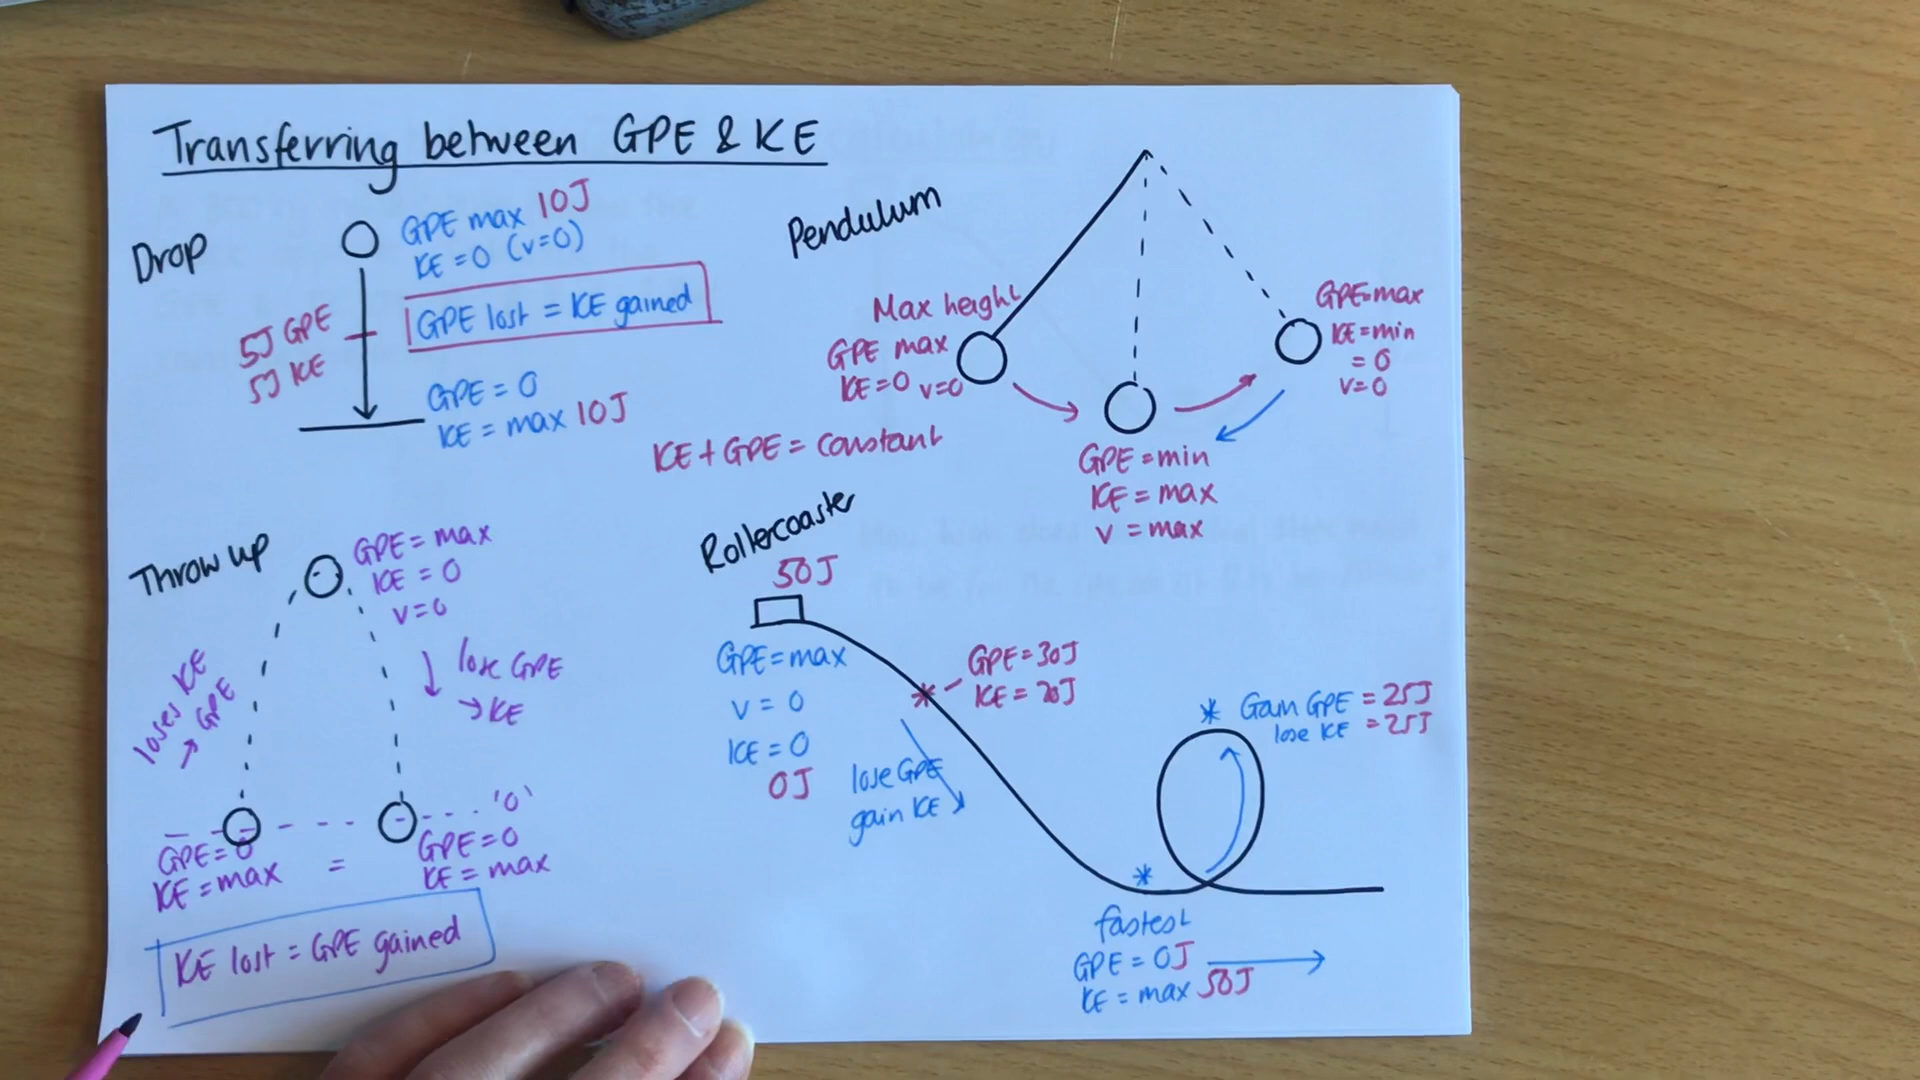 Transferring between GPE & KE
Drop
GPE max 10J
KE = 0 (v=0)
GPE lost = KE gained
5J GPE
5J KE
GPE = 0
KE = max 10J
Pendulum
Max height
GPE max
KE=0 v=0
GPE=max
KE=min
= 0
v=0
GPE=min
KE = max
v = max
KE + GPE = constant
Throw up
GPE = max
KE = 0
v=0
loses KE
→ GPE
lose GPE
→ KE
'0'
GPE=0
KE = max
=
GPE=0
KE = max
KE lost = GPE gained
Rollercoaster
50J
GPE=max
v = 0
KE = 0
0J
GPE=30J
KE = 20J
lose GPE
gain KE
* Gain GPE = 25J
lose KE = 25J
fastest
GPE = 0J
KE = max 50J